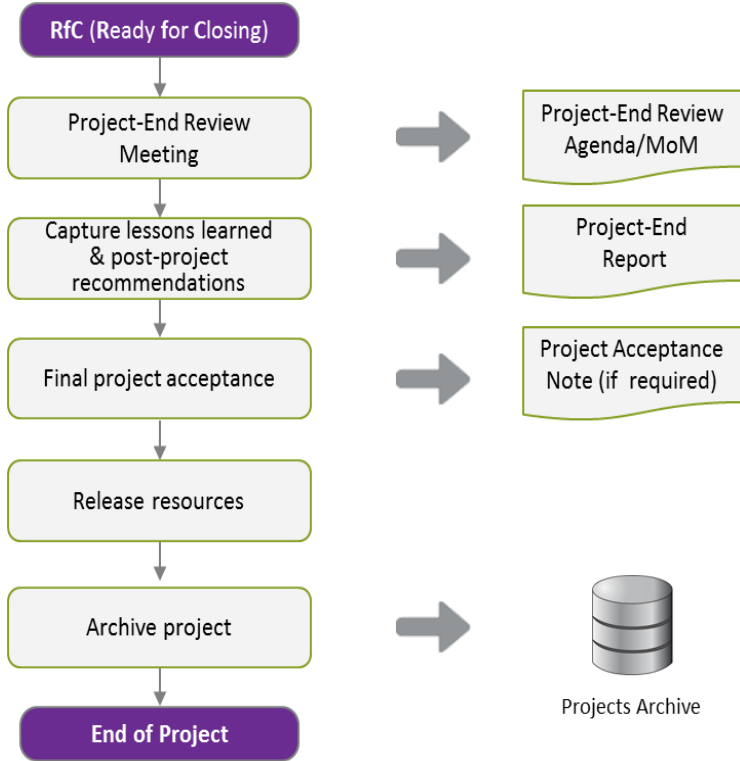 RfC (Ready for Closing)
Project-End Review
Meeting
Project-End Review
Agenda/MoM
Capture lessons learned
& post-project
recommendations
Project-End
Report
Final project acceptance
Project Acceptance
Note (if required)
Release resources
Archive project
Projects Archive
End of Project